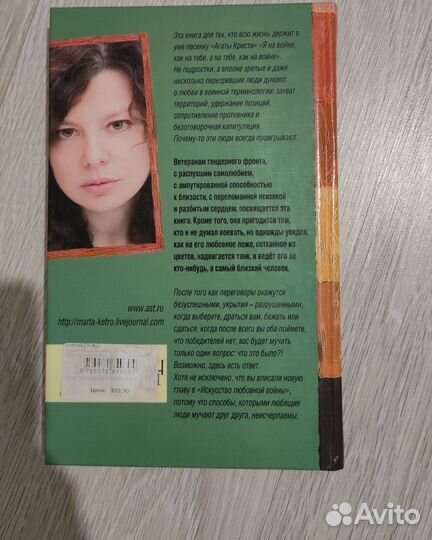 Эта книга для тех, кто всю жизнь держит в
уме песенку «Агаты Кристи» «Я на войне,
как на тебе, а на тебе, как на войне».
Не подростки, а вполне зрелые и даже
несколько перезревшие люди думают
о любви в военной терминологии: захват
территорий, удержание позиций,
сопротивление противника и
безоговорочная капитуляция.
Почему-то эти люди всегда проигрывают.
Ветеранам гендерного фронта,
с распухшим самолюбием,
с ампутированной способностью
к близости, с переломанной психикой
и разбитым сердцем, посвящается эта
книга. Кроме того, она пригодится тем,
кто и не думал воевать, но однажды увидел,
как на его любовное ложе, сотканное из
цветов, надвигается танк, и ведёт его не
кто-нибудь, а самый близкий человек.
После того как переговоры окажутся
безуспешными, укрытия – разрушенными,
когда выберете, драться вам, бежать или
сдаться, когда после всего вы оба поймете,
что победителей нет, вас будет мучить
только один вопрос: что это было?!
Возможно, здесь есть ответ.
Хотя не исключено, что вы вписали новую
главу в «Искусство любовной войны»,
потому что способы, которыми любящие
люди мучают друг друга, неисчерпаемы.
www.ast.ru
http://marta-ketro.livejournal.com
Цена
Avito